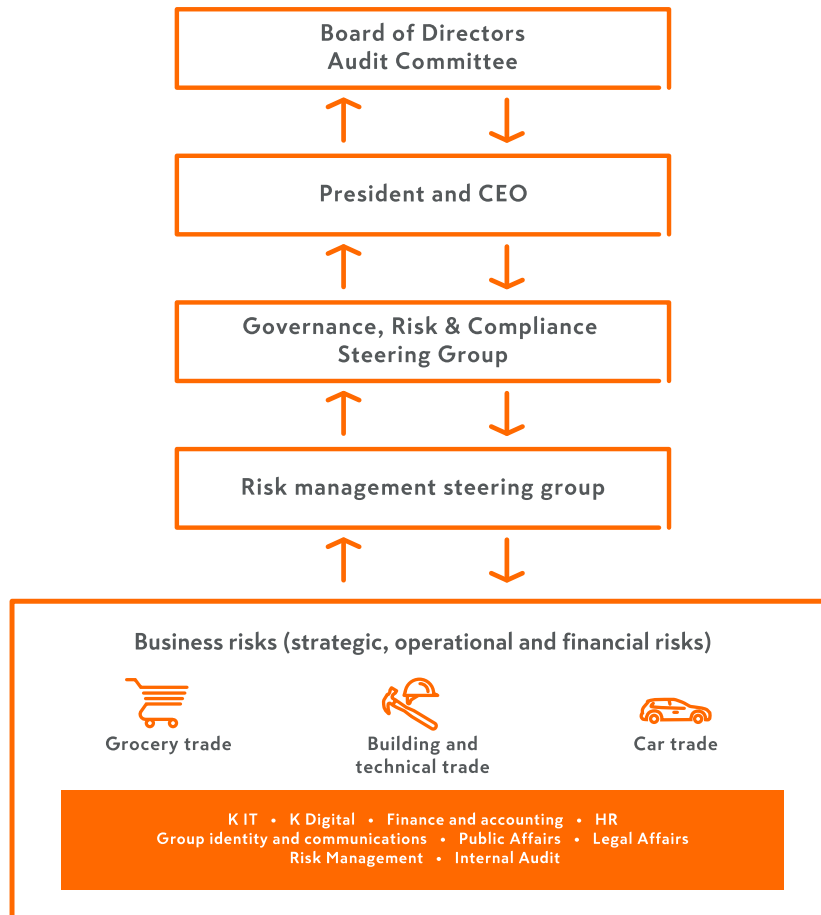 Board of Directors
Audit Committee
President and CEO
Governance, Risk & Compliance
Steering Group
Risk management steering group
Business risks (strategic, operational and financial risks)
Grocery trade
Building and
technical trade
Car trade
K IT • K Digital • Finance and accounting • HR
Group identity and communications • Public Affairs • Legal Affairs
Risk Management • Internal Audit